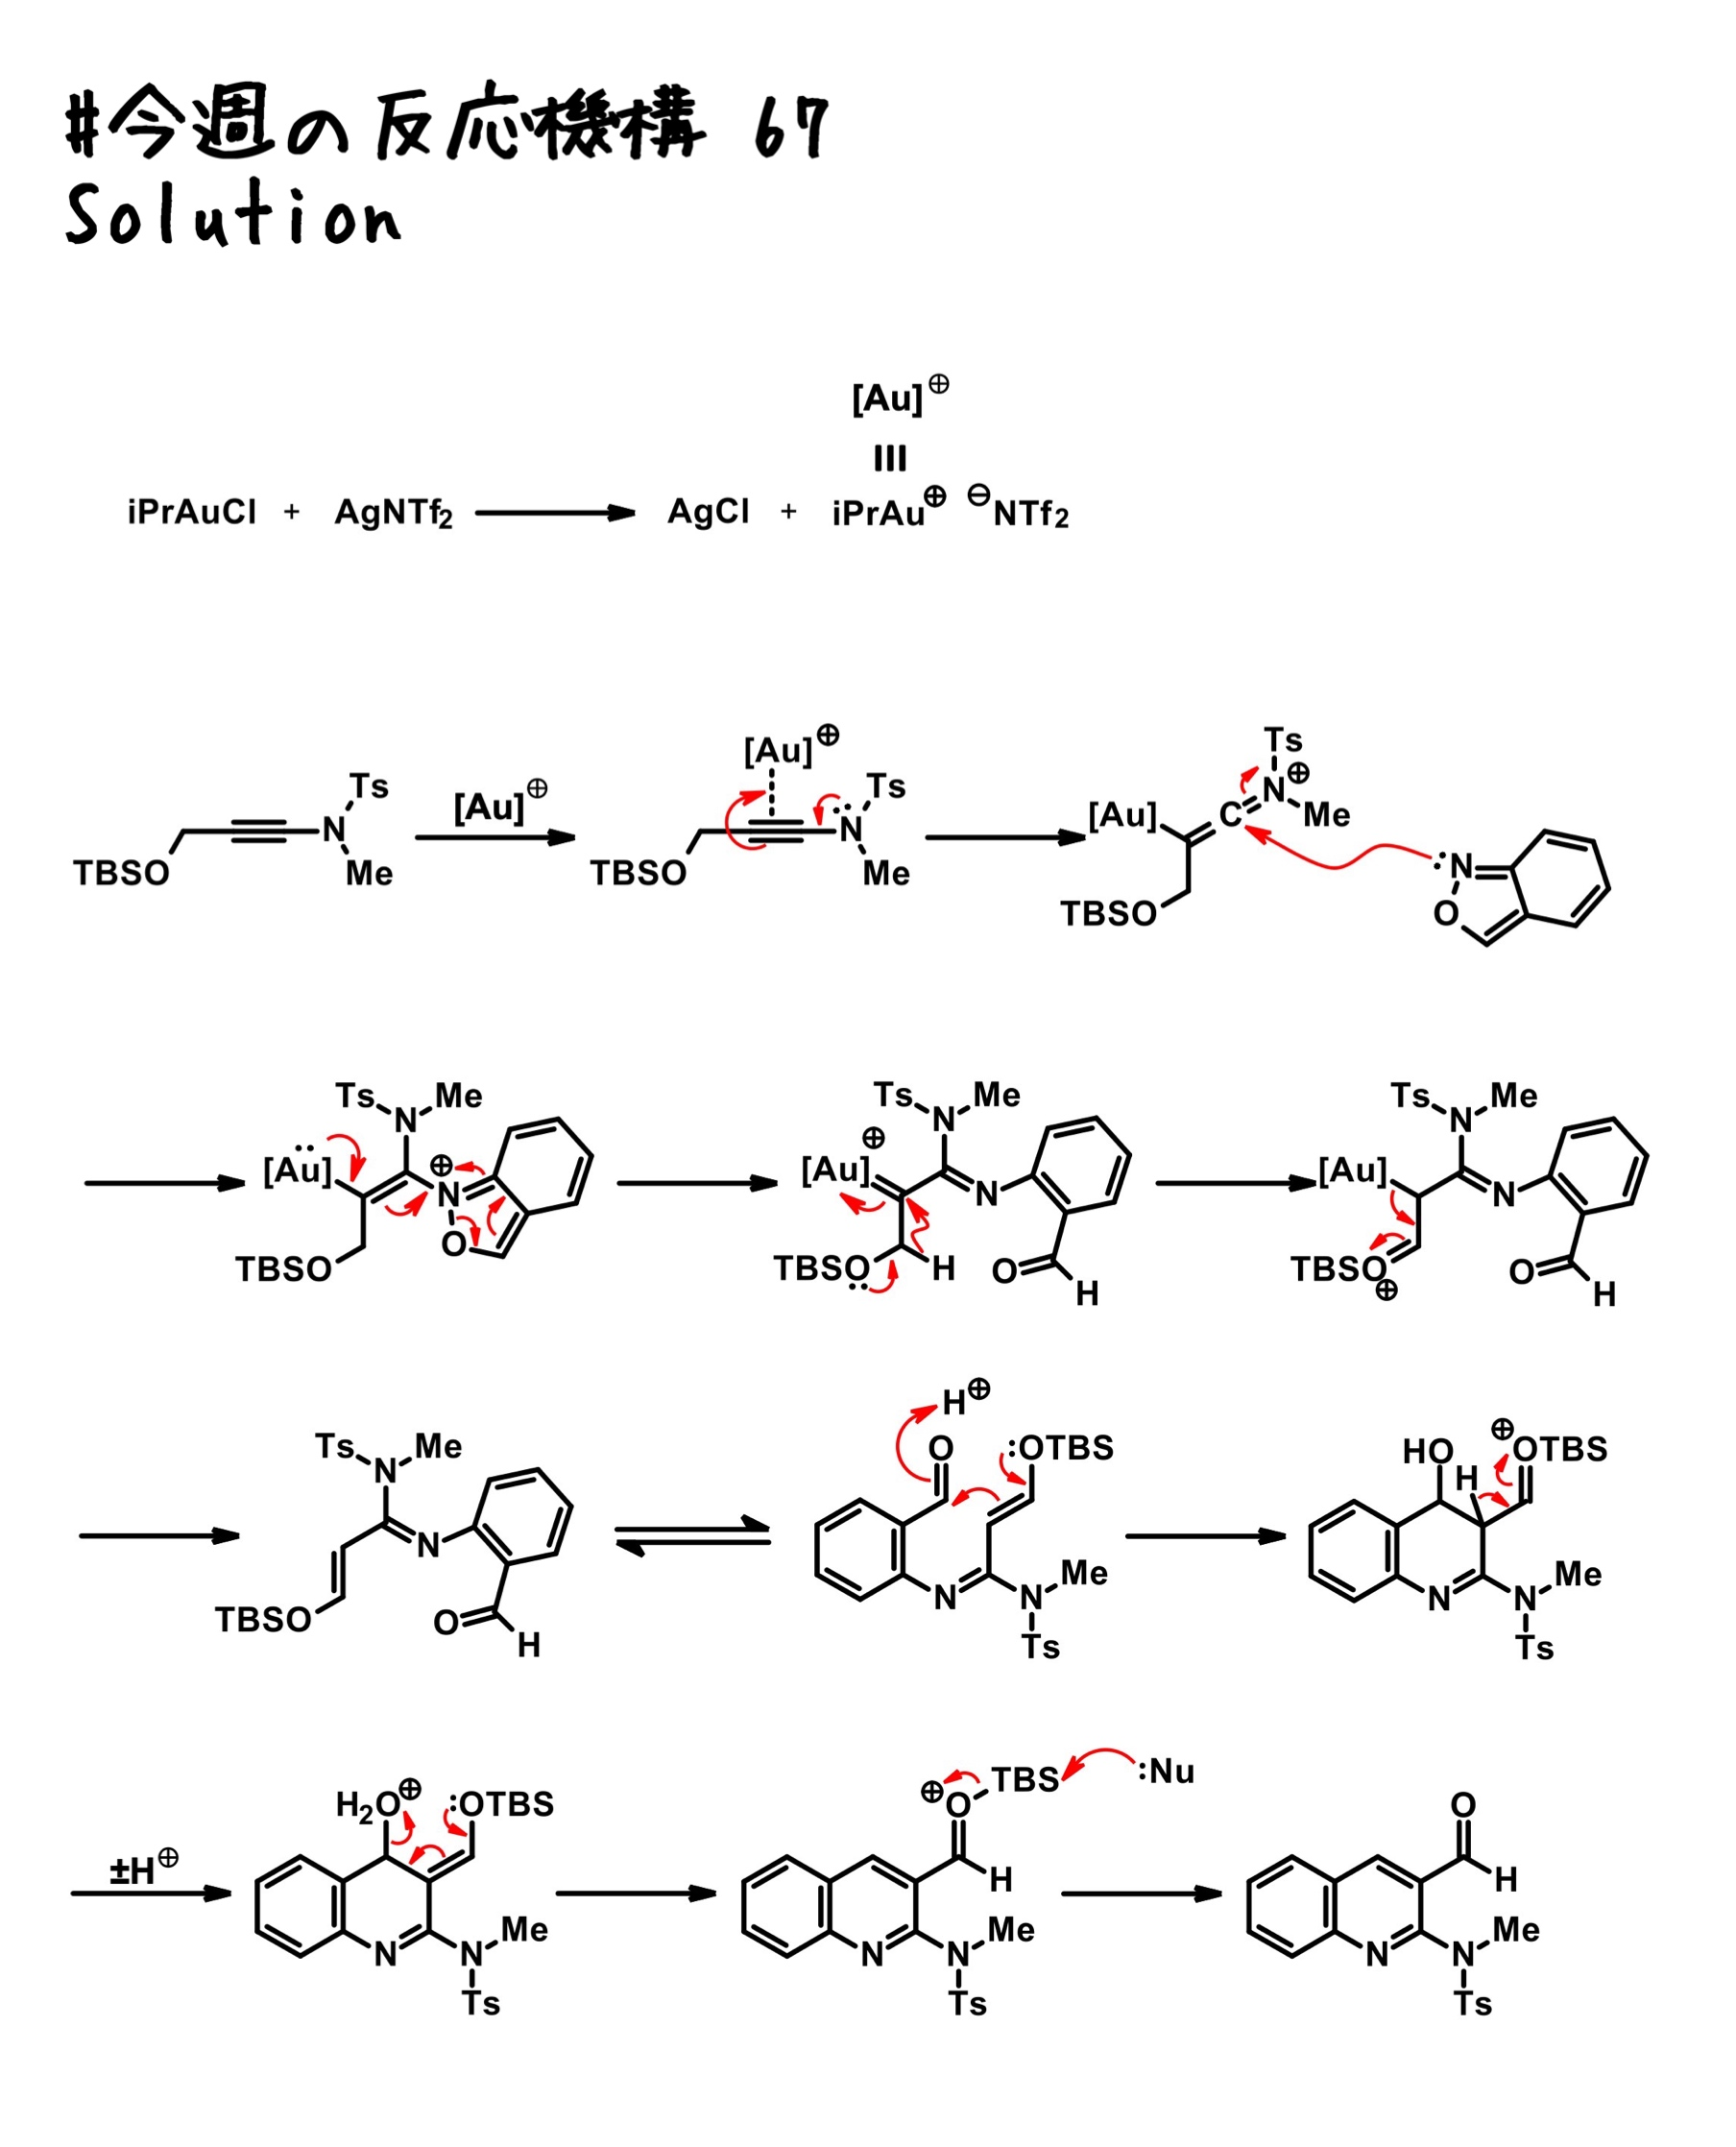 #今週の反応機構 67
Solution
[Au]⊕
iPrAuCl + AgNTf2 AgCl + iPrAu⊕ ⊖NTf2
TBSO N Ts Me
[Au]⊕
[Au]⊕ TBSO N Ts Me
[Au] C N⊕ Ts Me TBSO
N O
Ts N Me [Au] N⊕ O TBSO
Ts N Me ⊕ [Au] N TBSO H O H
Ts N Me [Au] N TBSO⊕ O H
Ts N Me N TBSO O H
H⊕ O :OTBS N N Me Ts
HO H ⊕OTBS N N Me Ts
±H⊕
H2O⊕ :OTBS N N Me Ts
⊕O TBS :Nu H N N Me Ts
O H N N Me Ts